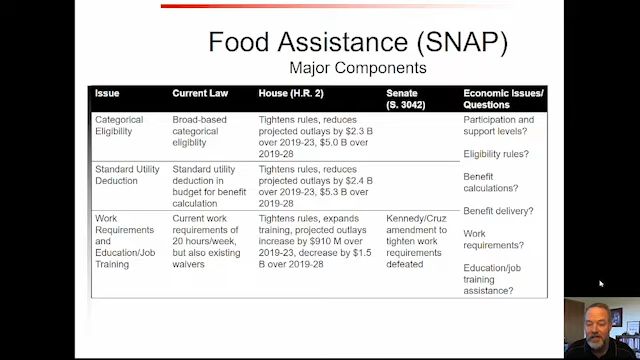 Food Assistance (SNAP)
Major Components
Issue
Current Law
House (H.R. 2)
Senate
(S. 3042)
Economic Issues/
Questions
Categorical
Eligibility
Broad-based
categorical
eligiblity
Tightens rules, reduces
projected outlays by $2.3 B
over 2019-23, $5.0 B over
2019-28
Standard Utility
Deduction
Standard utility
deduction in
budget for benefit
calculation
Tightens rules, reduces
projected outlays by $2.4 B
over 2019-23, $5.3 B over
2019-28
Work
Requirements
and
Education/Job
Training
Current work
requirements of
20 hours/week,
but also existing
waivers
Tightens rules, expands
training, projected outlays
increase by $910 M over
2019-23, decrease by $1.5
B over 2019-28
Kennedy/Cruz
amendment to
tighten work
requirements
defeated
Participation and
support levels?
Eligibility rules?
Benefit
calculations?
Benefit delivery?
Work
requirements?
Education/job
training
assistance?